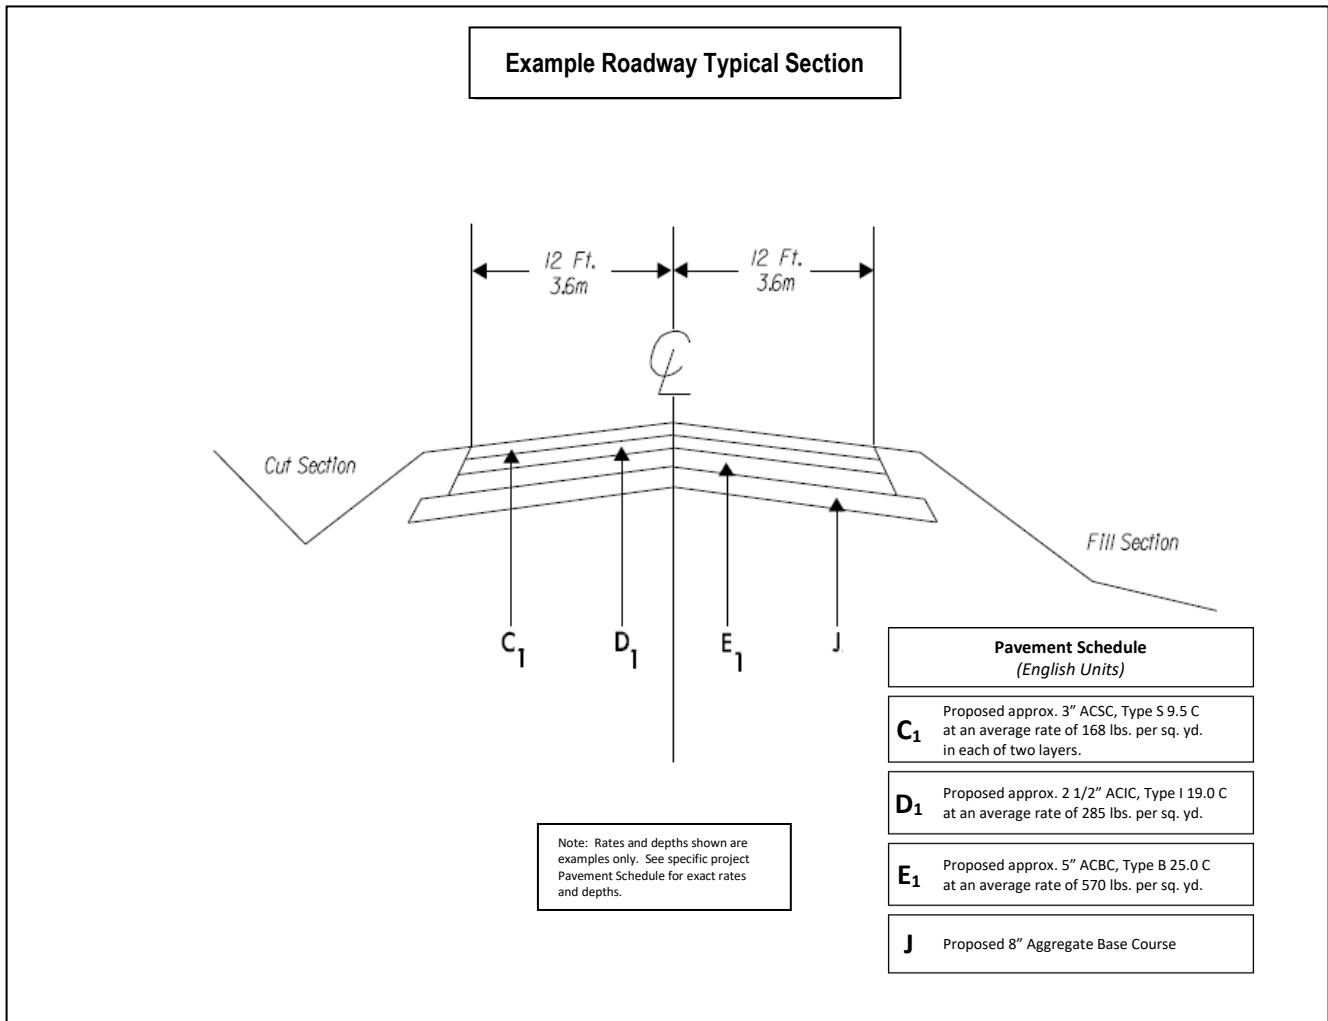 Example Roadway Typical Section
12 Ft.
3.6m
12 Ft.
3.6m
CL
Cut Section
Fill Section
C1
D1
E1
J
Pavement Schedule
(English Units)
C1
Proposed approx. 3” ACSC, Type S 9.5 C
at an average rate of 168 lbs. per sq. yd.
in each of two layers.
D1
Proposed approx. 2 1/2” ACIC, Type I 19.0 C
at an average rate of 285 lbs. per sq. yd.
E1
Proposed approx. 5” ACBC, Type B 25.0 C
at an average rate of 570 lbs. per sq. yd.
J
Proposed 8” Aggregate Base Course
Note: Rates and depths shown are
examples only. See specific project
Pavement Schedule for exact rates
and depths.